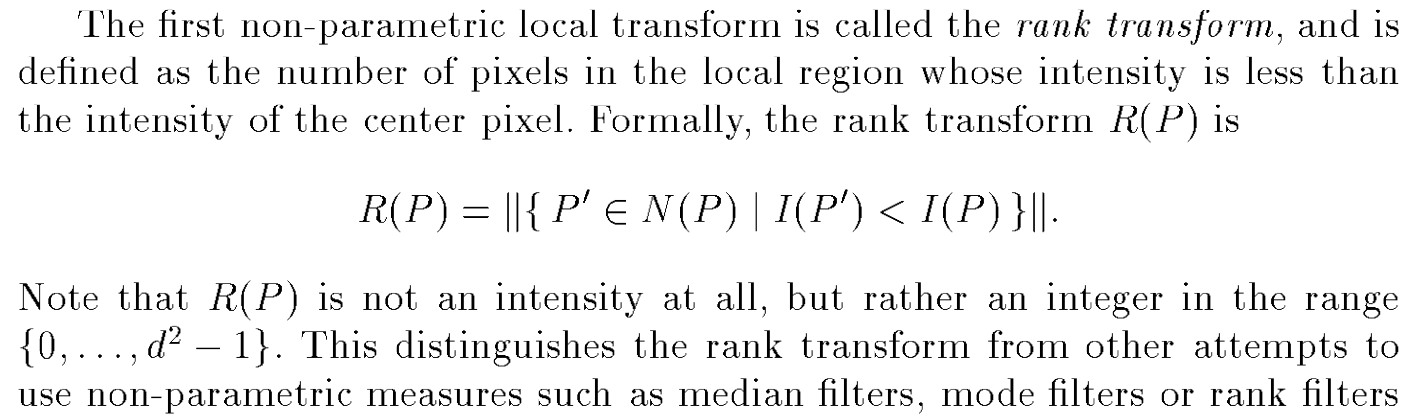 The first non-parametric local transform is called the rank transform, and is
defined as the number of pixels in the local region whose intensity is less than
the intensity of the center pixel. Formally, the rank transform R(P) is
R(P) = ||{ P′ ∈ N(P) | I(P′) < I(P) }||.
Note that R(P) is not an intensity at all, but rather an integer in the range
{0, . . . , d² − 1}. This distinguishes the rank transform from other attempts to
use non-parametric measures such as median filters, mode filters or rank filters